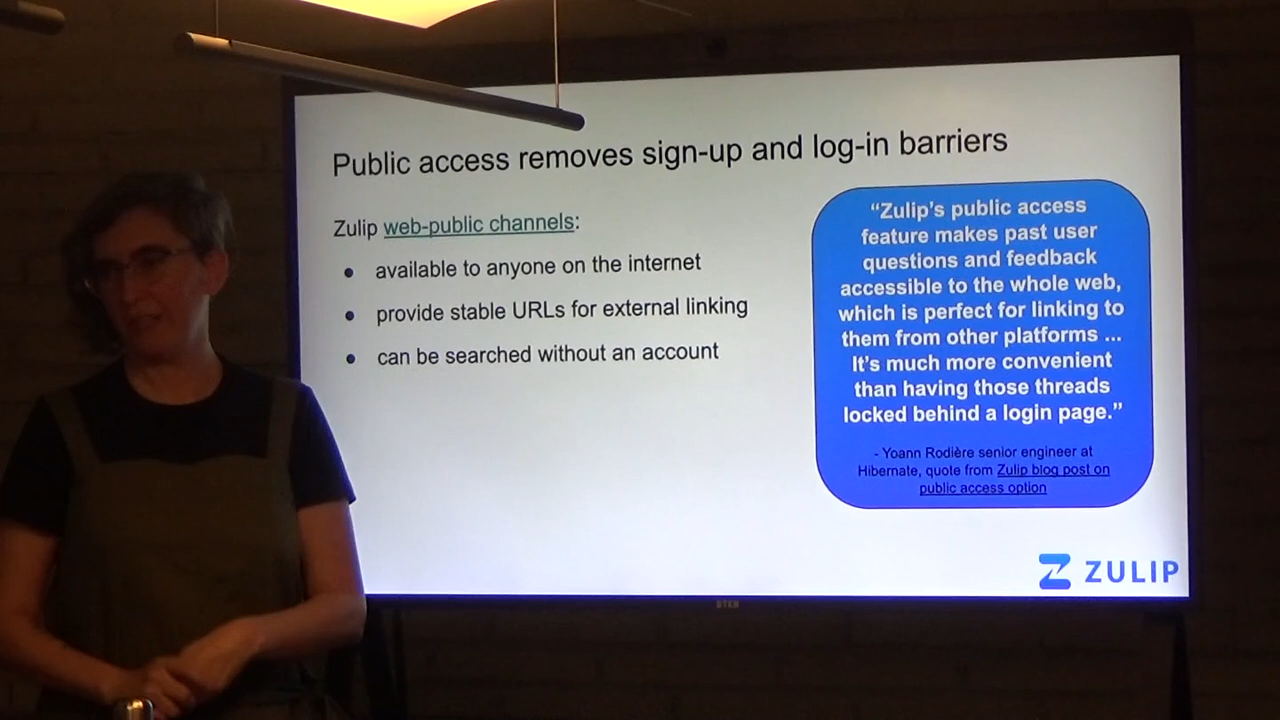 Public access removes sign-up and log-in barriers
Zulip web-public channels:
● available to anyone on the internet
● provide stable URLs for external linking
● can be searched without an account
“Zulip’s public access
feature makes past user
questions and feedback
accessible to the whole web,
which is perfect for linking to
them from other platforms ...
It’s much more convenient
than having those threads
locked behind a login page.”
- Yoann Rodière senior engineer at
Hibernate, quote from Zulip blog post on
public access option
ZULIP